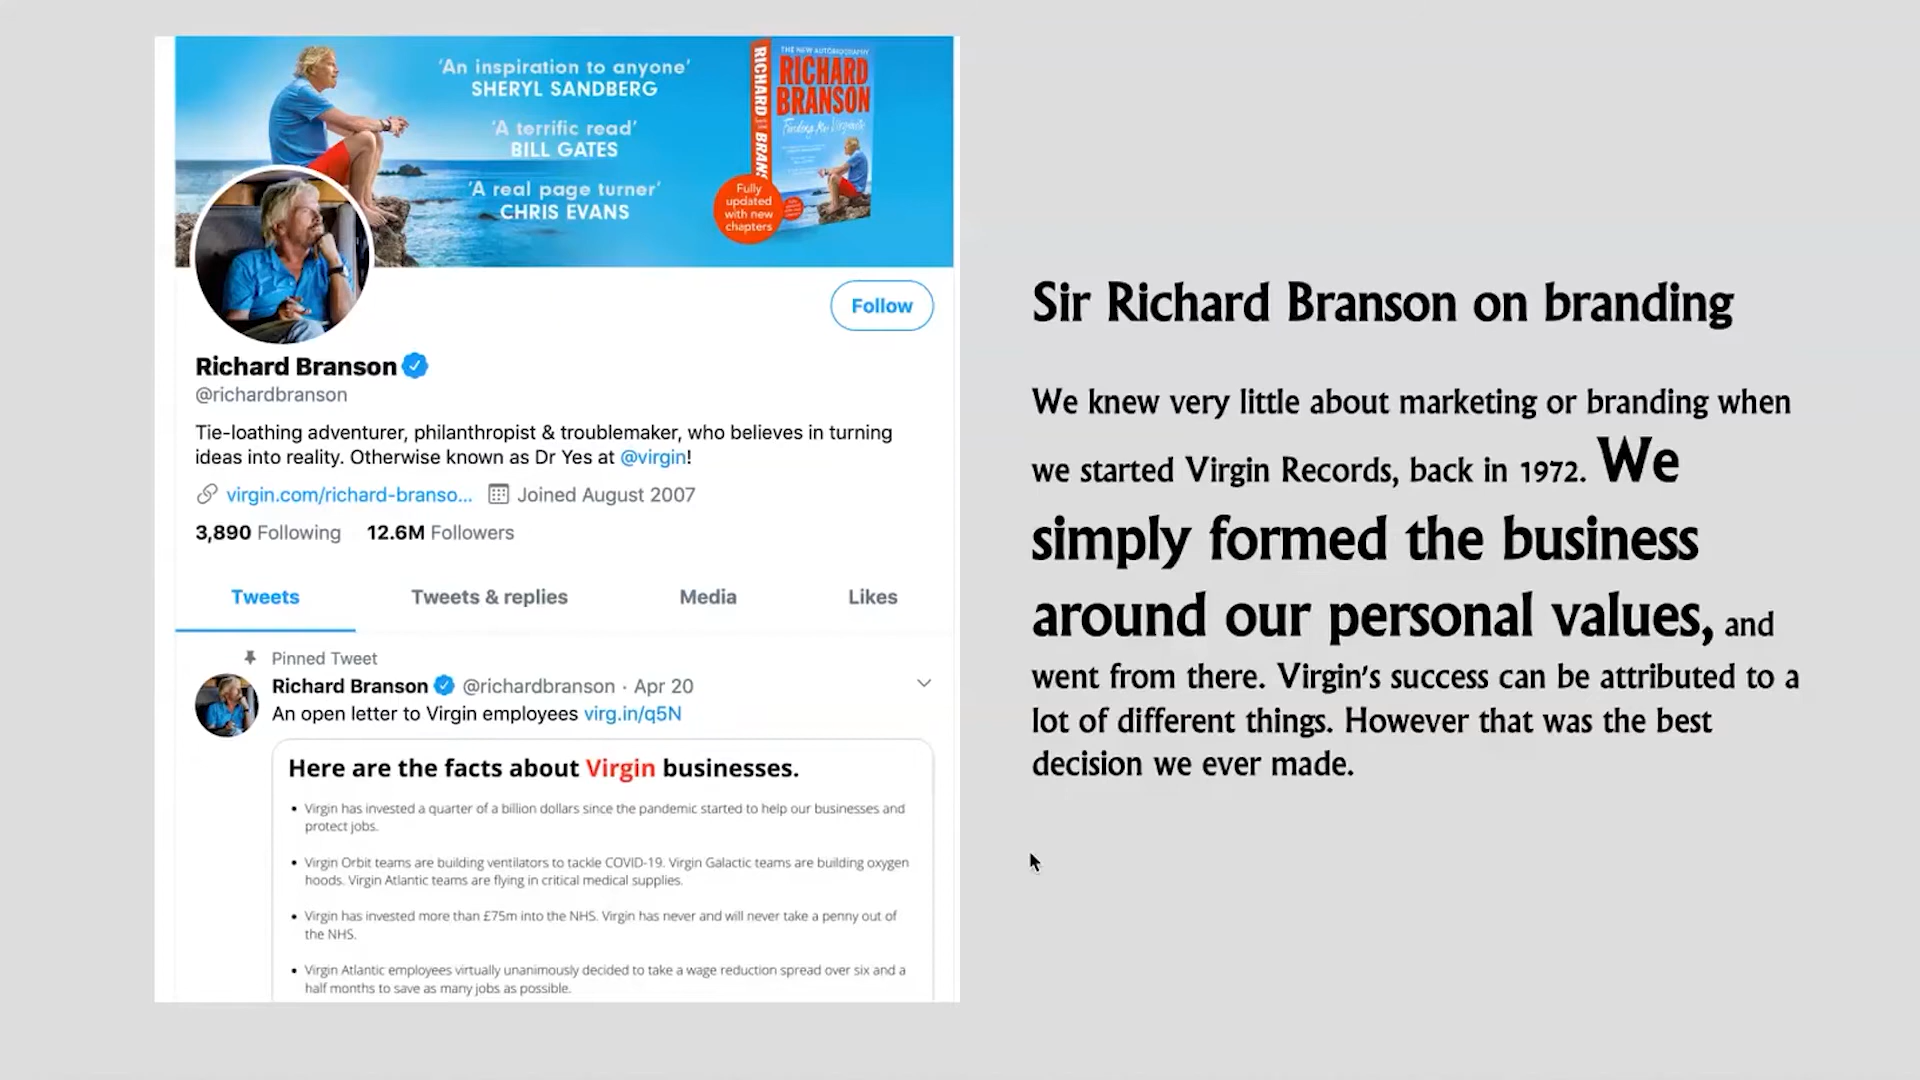 'An inspiration to anyone'
SHERYL SANDBERG
'A terrific read'
BILL GATES
'A real page turner'
CHRIS EVANS
THE NEW AUTOBIOGRAPHY
RICHARD
BRANSON
Finding My Virginity
RICHARD BRAN
Fully
updated
with new
chapters
Follow
Richard Branson
@richardbranson
Tie-loathing adventurer, philanthropist & troublemaker, who believes in turning
ideas into reality. Otherwise known as Dr Yes at @virgin!
virgin.com/richard-branso... Joined August 2007
3,890 Following 12.6M Followers
Tweets Tweets & replies Media Likes
Pinned Tweet
Richard Branson @richardbranson · Apr 20
An open letter to Virgin employees virg.in/q5N
Here are the facts about Virgin businesses.
• Virgin has invested a quarter of a billion dollars since the pandemic started to help our businesses and
protect jobs.
• Virgin Orbit teams are building ventilators to tackle COVID-19. Virgin Galactic teams are building oxygen
hoods. Virgin Atlantic teams are flying in critical medical supplies.
• Virgin has invested more than £75m into the NHS. Virgin has never and will never take a penny out of
the NHS.
• Virgin Atlantic employees virtually unanimously decided to take a wage reduction spread over six and a
half months to save as many jobs as possible.
Sir Richard Branson on branding
We knew very little about marketing or branding when
we started Virgin Records, back in 1972. We
simply formed the business
around our personal values, and
went from there. Virgin's success can be attributed to a
lot of different things. However that was the best
decision we ever made.